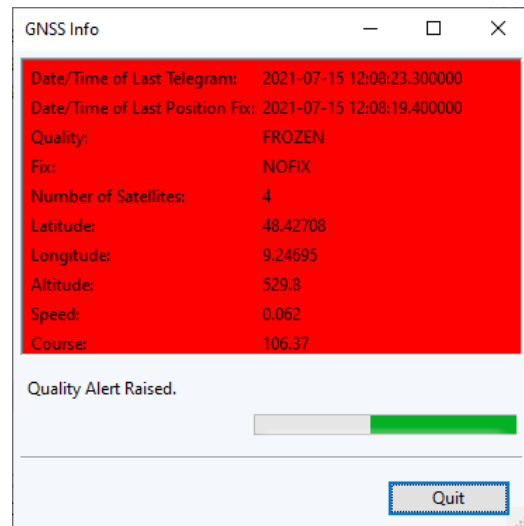 GNSS Info
Date/Time of Last Telegram: 2021-07-15 12:08:23.300000
Date/Time of Last Position Fix: 2021-07-15 12:08:19.400000
Quality: FROZEN
Fix: NOFIX
Number of Satellites: 4
Latitude: 48.42708
Longitude: 9.24695
Altitude: 529.8
Speed: 0.062
Course: 106.37
Quality Alert Raised.
Quit